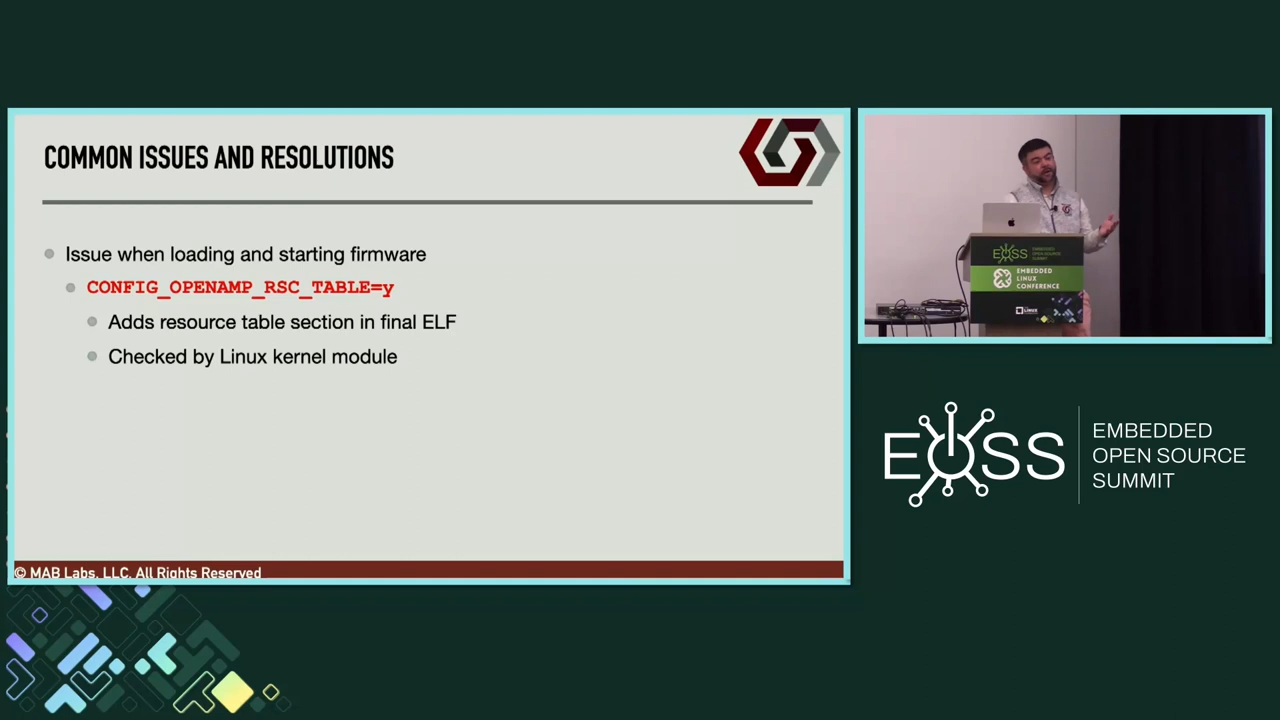 COMMON ISSUES AND RESOLUTIONS
Issue when loading and starting firmware
CONFIG_OPENAMP_RSC_TABLE=y
Adds resource table section in final ELF
Checked by Linux kernel module
© MAB Labs, LLC. All Rights Reserved
EOSS
EMBEDDED
LINUX
CONFERENCE
EOSS
EMBEDDED
OPEN SOURCE
SUMMIT